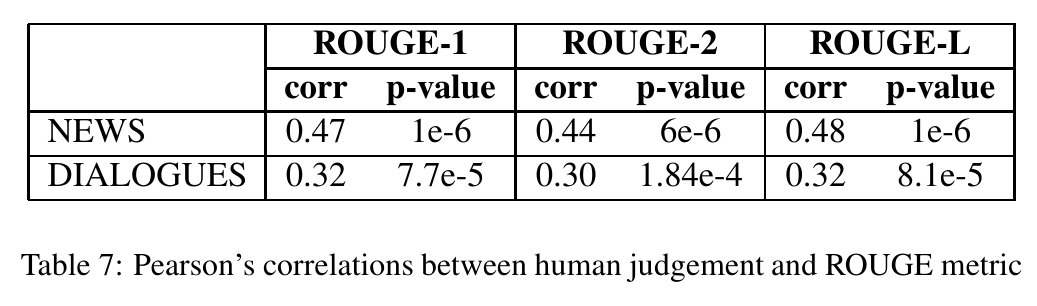 ROUGE-1 ROUGE-2 ROUGE-L
corr p-value corr p-value corr p-value
NEWS 0.47 1e-6 0.44 6e-6 0.48 1e-6
DIALOGUES 0.32 7.7e-5 0.30 1.84e-4 0.32 8.1e-5
Table 7: Pearson's correlations between human judgement and ROUGE metric